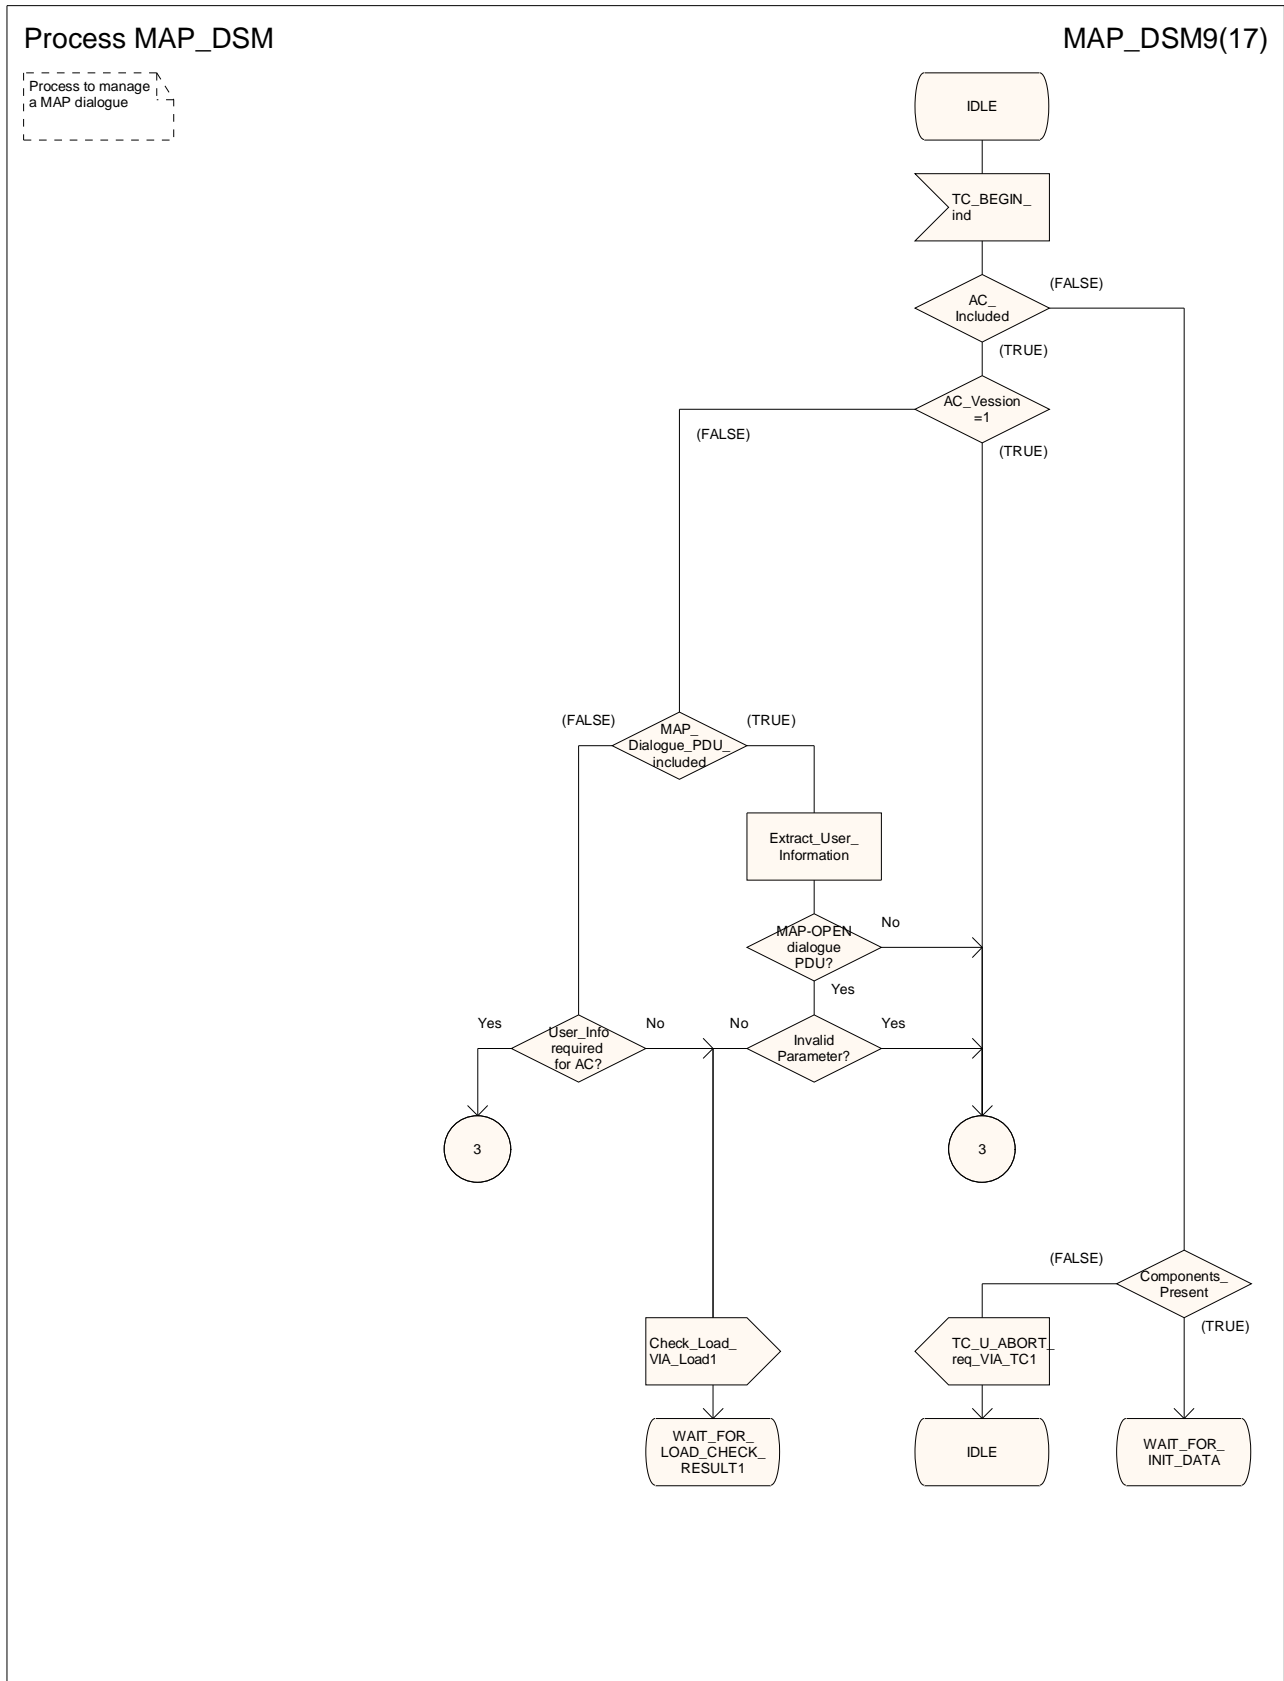 Process MAP_DSM
MAP_DSM9(17)
Process to manage
a MAP dialogue
IDLE
TC_BEGIN_
ind
AC_
Included
(FALSE)
(TRUE)
AC_Vession
=1
(FALSE)
(TRUE)
MAP_
Dialogue_PDU_
included
(FALSE)
(TRUE)
Extract_User_
Information
MAP-OPEN
dialogue
PDU?
No
Yes
User_Info
required
for AC?
Yes
No
Invalid
Parameter?
No
Yes
3
3
Components_
Present
(FALSE)
(TRUE)
Check_Load_
VIA_Load1
TC_U_ABORT_
req_VIA_TC1
WAIT_FOR_
LOAD_CHECK_
RESULT1
IDLE
WAIT_FOR_
INIT_DATA